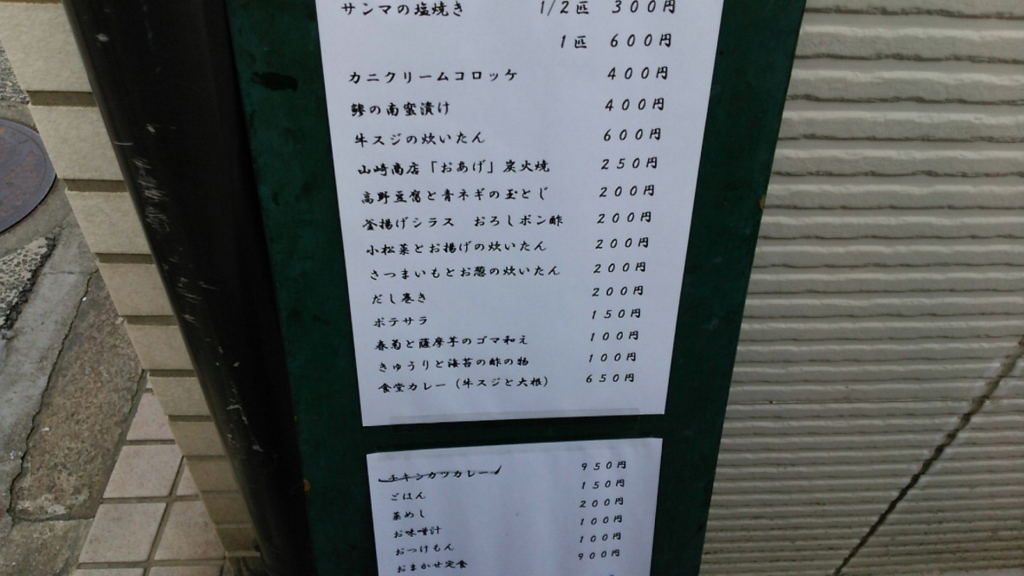 サンマの塩焼き 1/2匹 300円
1匹 600円
カニクリームコロッケ 400円
鯵の南蛮漬け 400円
牛スジの炊いたん 600円
山崎商店「おあげ」炭火焼 250円
高野豆腐と青ネギの玉とじ 200円
釜揚げシラス おろしポン酢 200円
小松菜とお揚げの炊いたん 200円
さつまいもとお葱の炊いたん 200円
だし巻き 200円
ポテサラ 150円
春菊と薩摩芋のゴマ和え 100円
きゅうりと海苔の酢の物 100円
食堂カレー(牛スジと大根) 650円
チキンカツカレー 950円
ごはん 150円
菜めし 200円
お味噌汁 100円
おつけもん 100円
おまかせ定食 900円